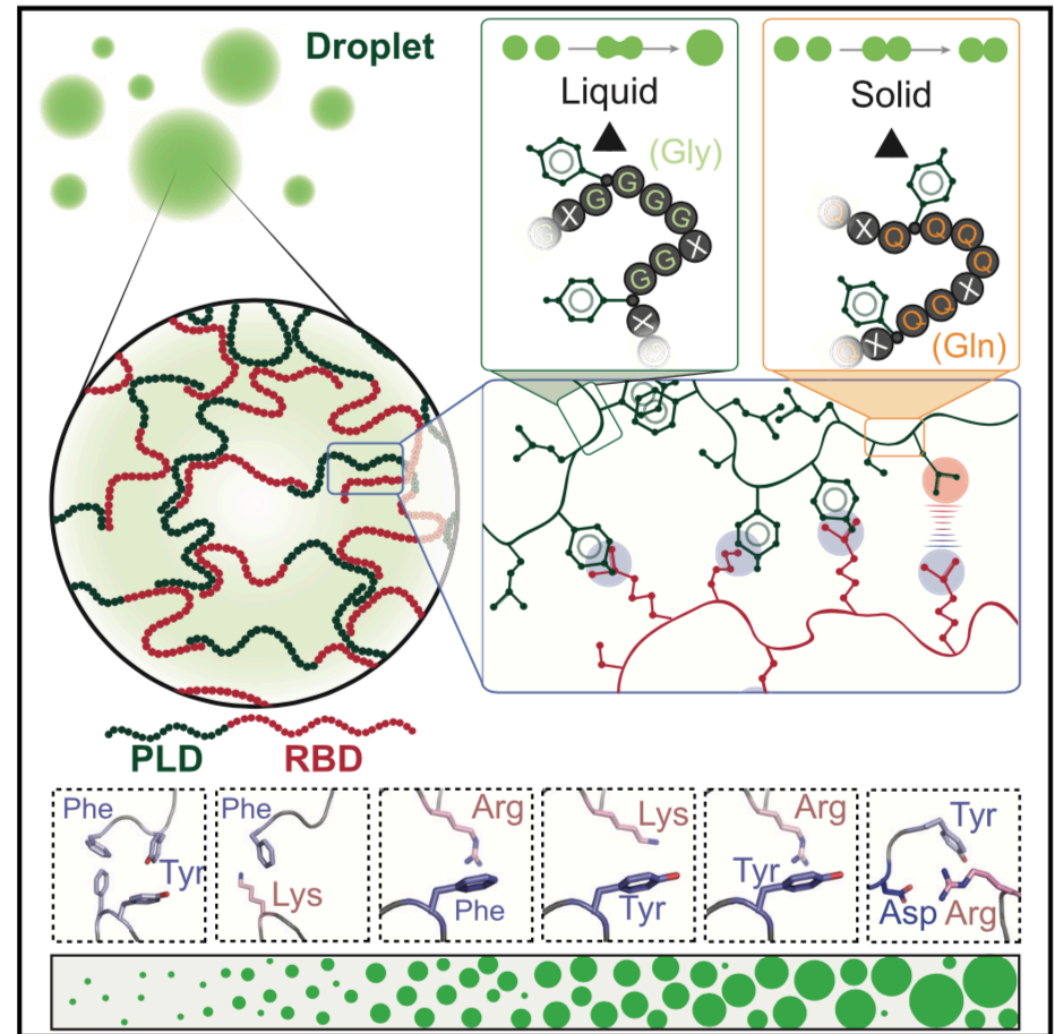 Droplet
Liquid
(Gly)
G
X
G
G
G
G
X
G
G
X
Solid
Q
X
Q
Q
Q
Q
X
Q
Q
X
Q
(Gln)
PLD RBD
Phe
Tyr
Phe
Lys
Arg
Phe
Lys
Tyr
Arg
Tyr
Tyr
Asp Arg